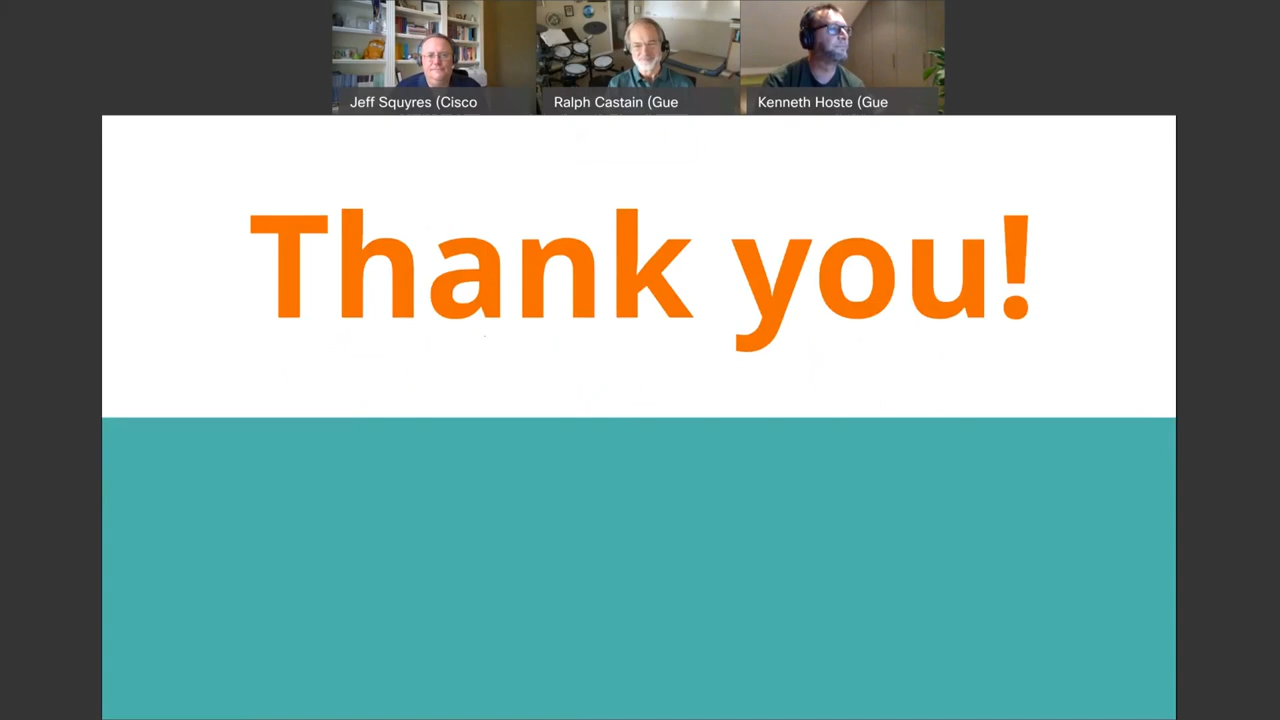 Jeff Squyres (Cisco
Ralph Castain (Gue
Kenneth Hoste (Gue
Thank you!